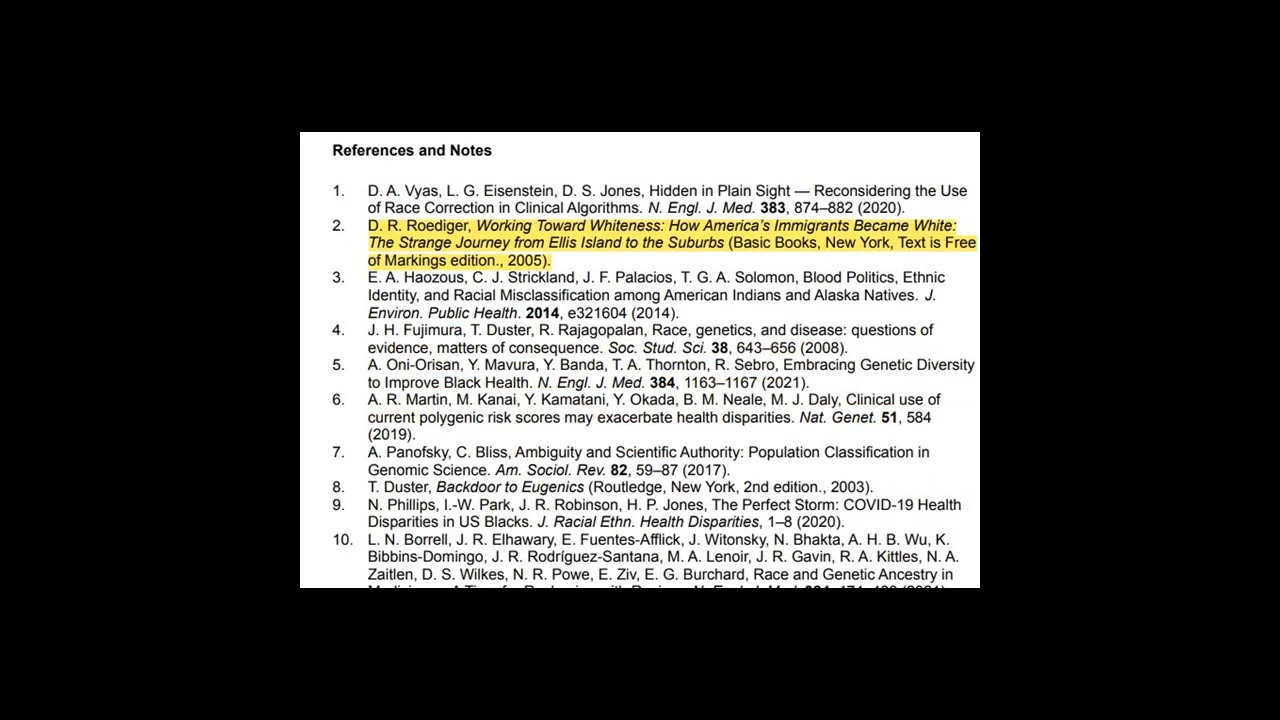 References and Notes
1. D. A. Vyas, L. G. Eisenstein, D. S. Jones, Hidden in Plain Sight — Reconsidering the Use
of Race Correction in Clinical Algorithms. N. Engl. J. Med. 383, 874–882 (2020).
2. D. R. Roediger, Working Toward Whiteness: How America's Immigrants Became White:
The Strange Journey from Ellis Island to the Suburbs (Basic Books, New York, Text is Free
of Markings edition., 2005).
3. E. A. Haozous, C. J. Strickland, J. F. Palacios, T. G. A. Solomon, Blood Politics, Ethnic
Identity, and Racial Misclassification among American Indians and Alaska Natives. J.
Environ. Public Health. 2014, e321604 (2014).
4. J. H. Fujimura, T. Duster, R. Rajagopalan, Race, genetics, and disease: questions of
evidence, matters of consequence. Soc. Stud. Sci. 38, 643–656 (2008).
5. A. Oni-Orisan, Y. Mavura, Y. Banda, T. A. Thornton, R. Sebro, Embracing Genetic Diversity
to Improve Black Health. N. Engl. J. Med. 384, 1163–1167 (2021).
6. A. R. Martin, M. Kanai, Y. Kamatani, Y. Okada, B. M. Neale, M. J. Daly, Clinical use of
current polygenic risk scores may exacerbate health disparities. Nat. Genet. 51, 584
(2019).
7. A. Panofsky, C. Bliss, Ambiguity and Scientific Authority: Population Classification in
Genomic Science. Am. Sociol. Rev. 82, 59–87 (2017).
8. T. Duster, Backdoor to Eugenics (Routledge, New York, 2nd edition., 2003).
9. N. Phillips, I.-W. Park, J. R. Robinson, H. P. Jones, The Perfect Storm: COVID-19 Health
Disparities in US Blacks. J. Racial Ethn. Health Disparities, 1–8 (2020).
10. L. N. Borrell, J. R. Elhawary, E. Fuentes-Afflick, J. Witonsky, N. Bhakta, A. H. B. Wu, K.
Bibbins-Domingo, J. R. Rodríguez-Santana, M. A. Lenoir, J. R. Gavin, R. A. Kittles, N. A.
Zaitlen, D. S. Wilkes, N. R. Powe, E. Ziv, E. G. Burchard, Race and Genetic Ancestry in